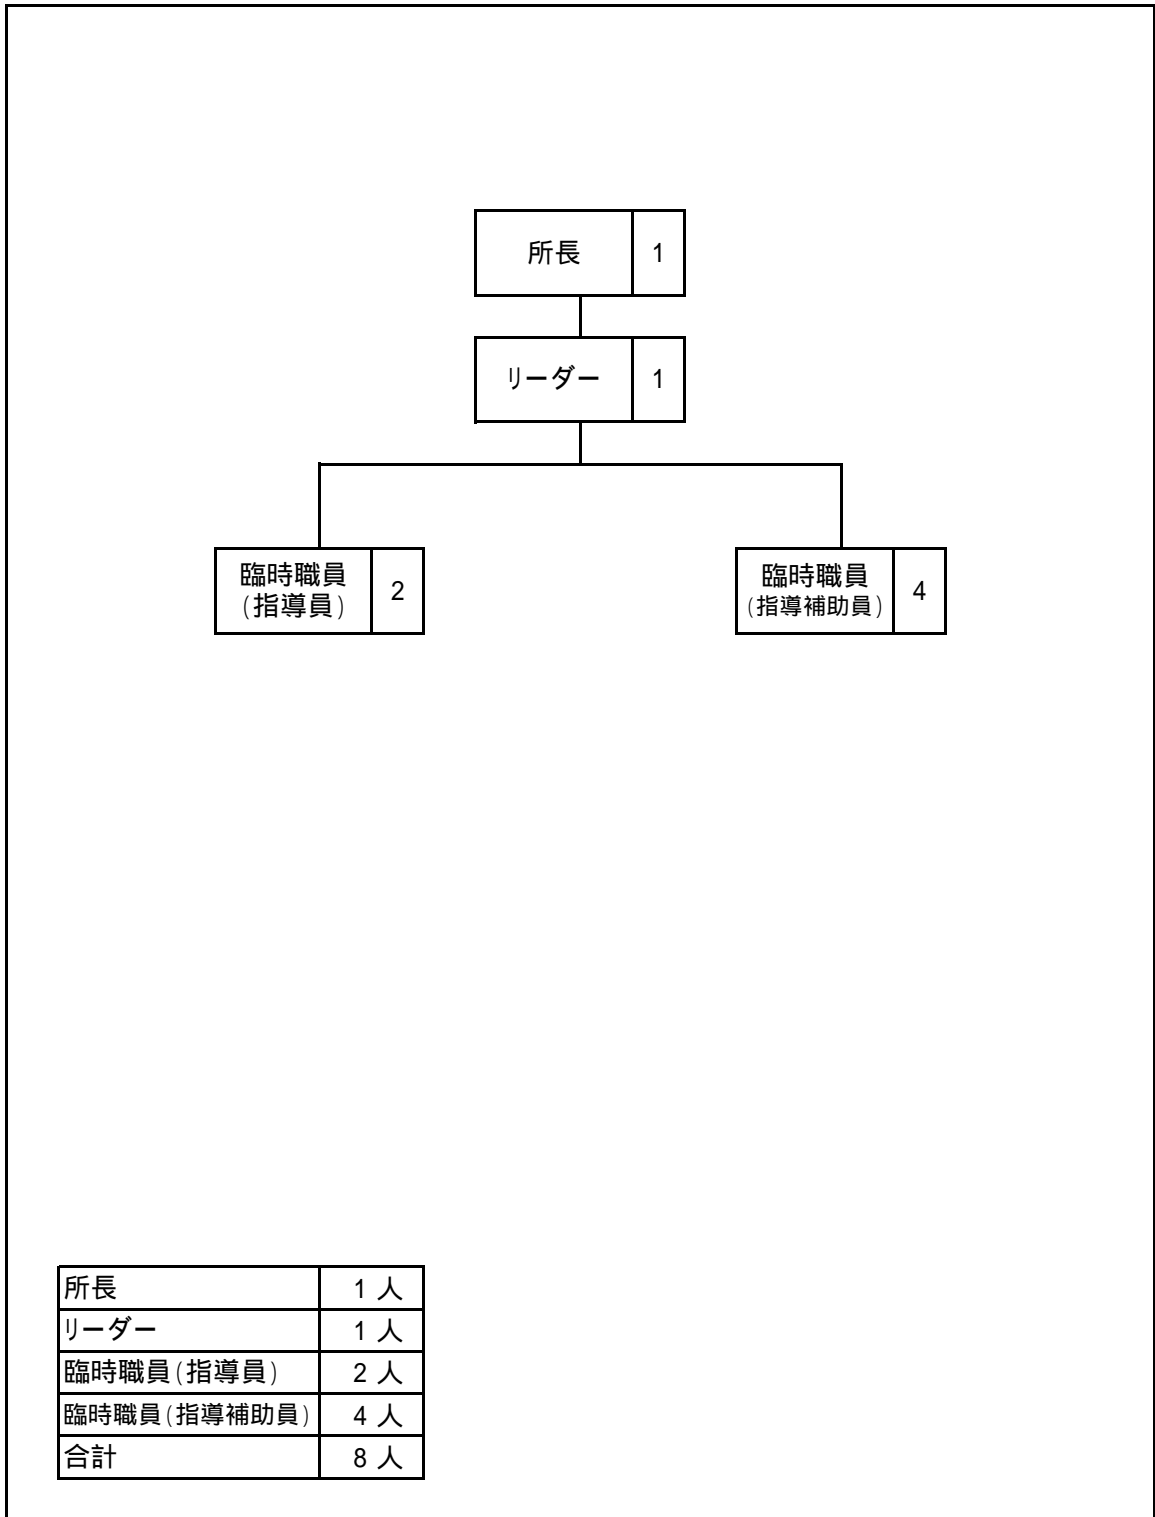 所長 1
リーダー 1
臨時職員
(指導員) 2
臨時職員
(指導補助員) 4
所長 1 人
リーダー 1 人
臨時職員(指導員) 2 人
臨時職員(指導補助員) 4 人
合計 8 人